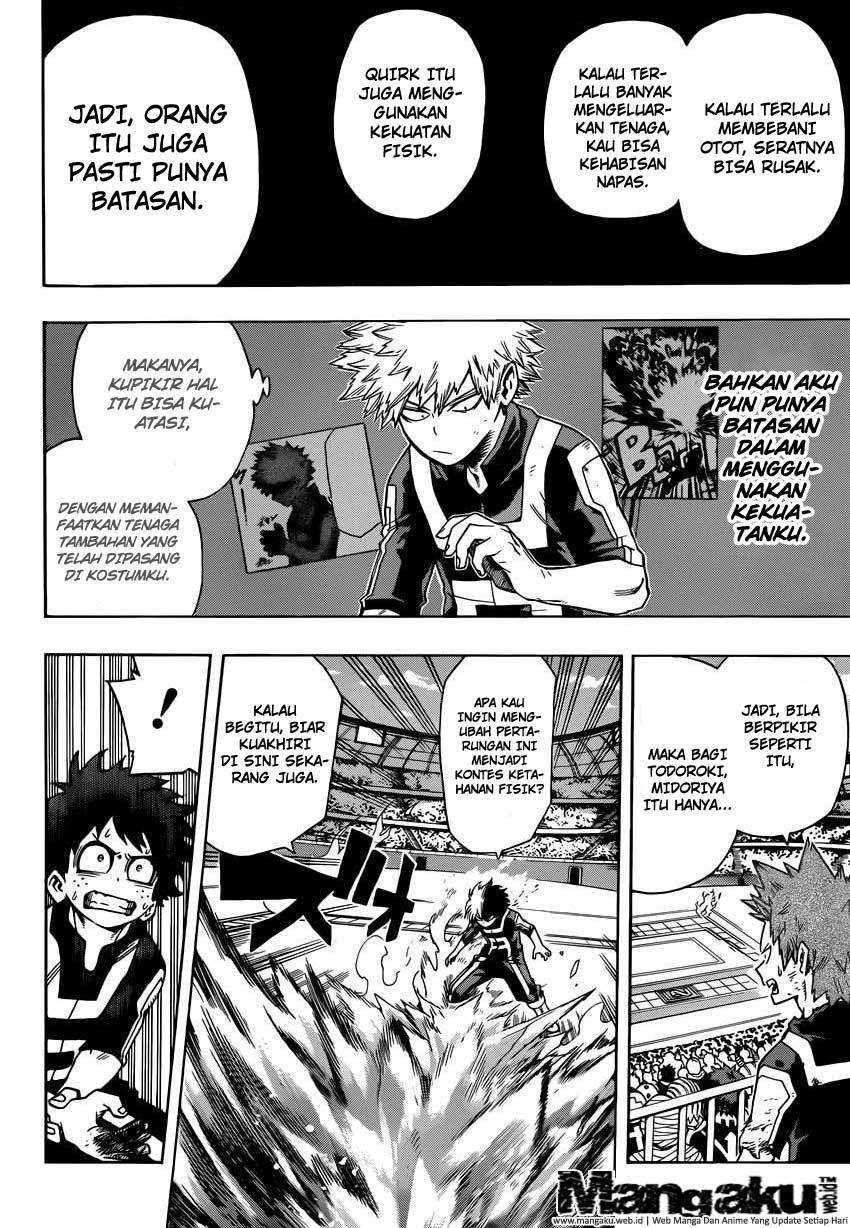 KALAU TERLALU
MEMBEBANI
OTOT, SERATNYA
BISA RUSAK.
KALAU TER-
LALU BANYAK
MENGELUAR-
KAN TENAGA,
KAU BISA
KEHABISAN
NAPAS.
QUIRK ITU
JUGA MENG-
GUNAKAN
KEKUATAN
FISIK.
JADI, ORANG
ITU JUGA
PASTI PUNYA
BATASAN.
BAHKAN AKU
PUN PUNYA
BATASAN
DALAM
MENGGU-
NAKAN
KEKUA-
TANKU.
MAKANYA,
KUPIKIR HAL
ITU BISA KU-
ATASI,
DENGAN MEMAN-
FAATKAN TENAGA
TAMBAHAN YANG
TELAH DIPASANG
DI KOSTUMKU.
JADI, BILA
BERPIKIR
SEPERTI
ITU,
MAKA BAGI
TODOROKI,
MIDORIYA
ITU HANYA...
APA KAU
INGIN MENG-
UBAH PERTA-
RUNGAN INI
MENJADI
KONTES KETA-
HANAN FISIK?
KALAU
BEGITU, BIAR
KUAKHIRI
DI SINI SEKA-
RANG JUGA.
!
Mangaku
web.id
www.mangaku.web.id | Web Manga Dan Anime Yang Update Setiap Hari